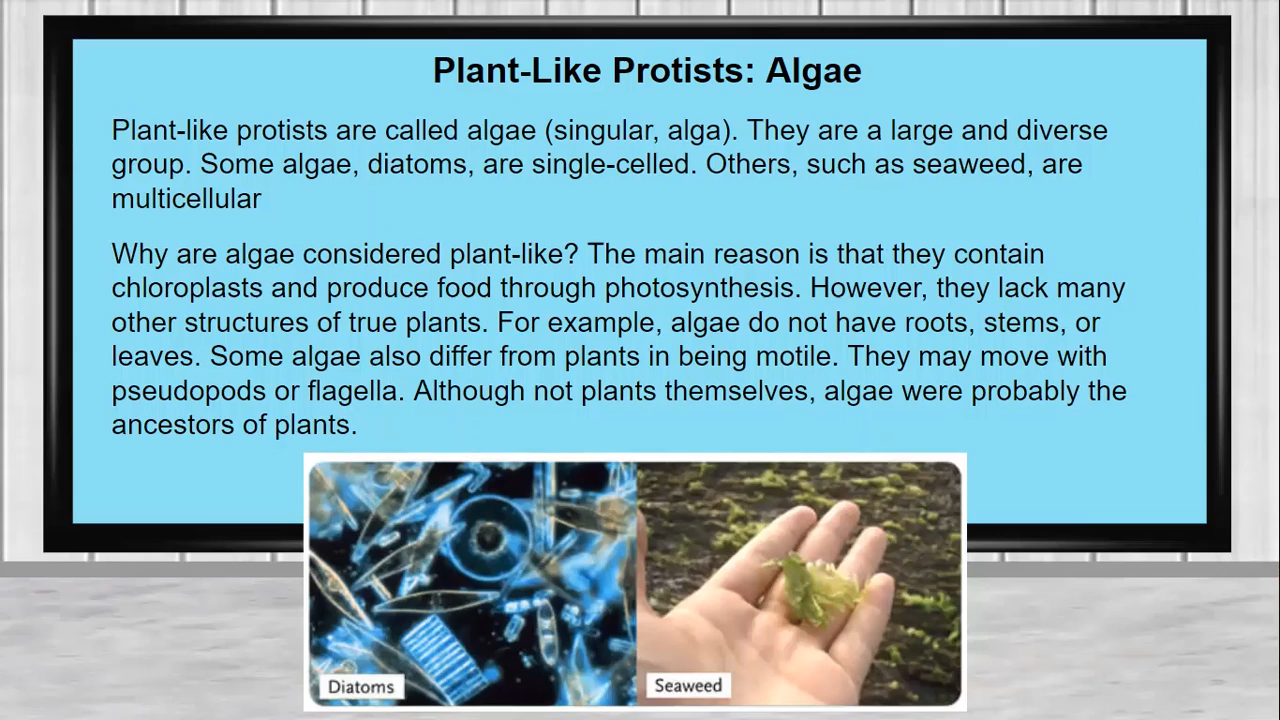 Plant-Like Protists: Algae
Plant-like protists are called algae (singular, alga). They are a large and diverse
group. Some algae, diatoms, are single-celled. Others, such as seaweed, are
multicellular
Why are algae considered plant-like? The main reason is that they contain
chloroplasts and produce food through photosynthesis. However, they lack many
other structures of true plants. For example, algae do not have roots, stems, or
leaves. Some algae also differ from plants in being motile. They may move with
pseudopods or flagella. Although not plants themselves, algae were probably the
ancestors of plants.
Diatoms
Seaweed